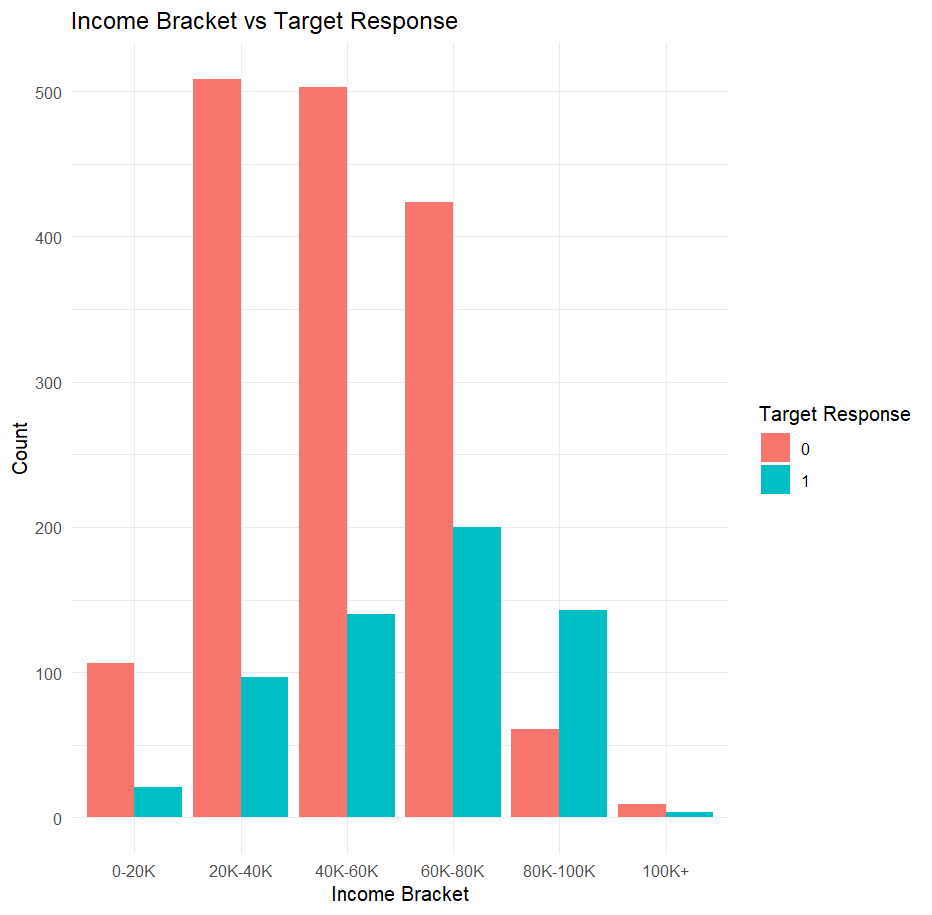 Income Bracket vs Target Response
500
400
300
200
100
0
Count
0-20K 20K-40K 40K-60K 60K-80K 80K-100K 100K+
Income Bracket
Target Response
0
1